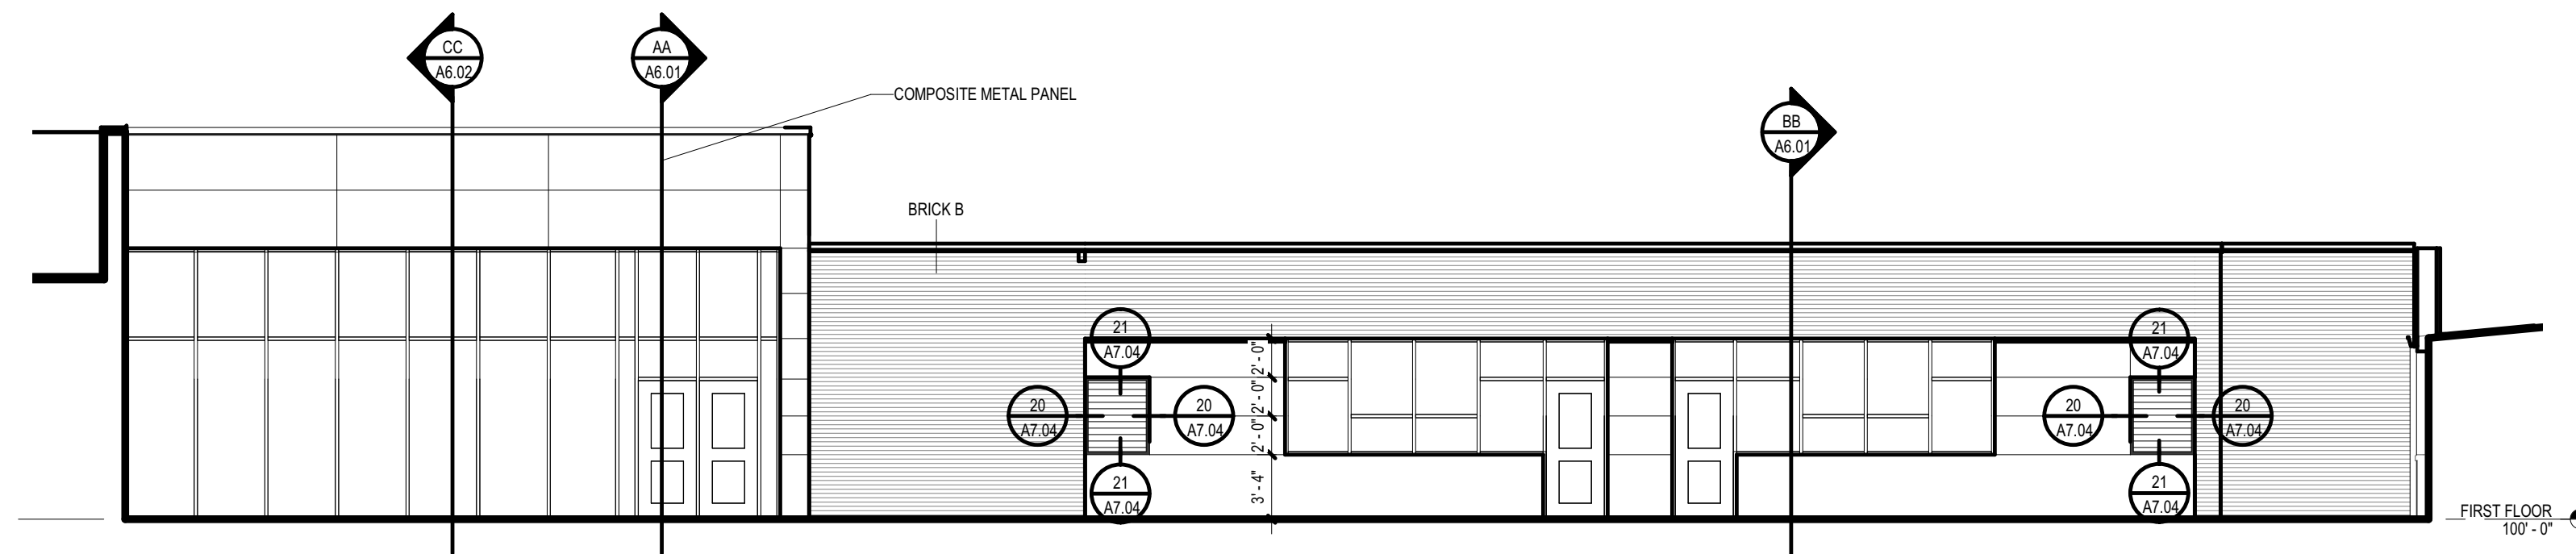 CC
A6.02
AA
A6.01
COMPOSITE METAL PANEL
BB
A6.01
BRICK B
21
A7.04
21
A7.04
2' - 0"
2' - 0"
2' - 0"
3' - 4"
20
A7.04
20
A7.04
20
A7.04
20
A7.04
21
A7.04
21
A7.04
FIRST FLOOR
100' - 0"